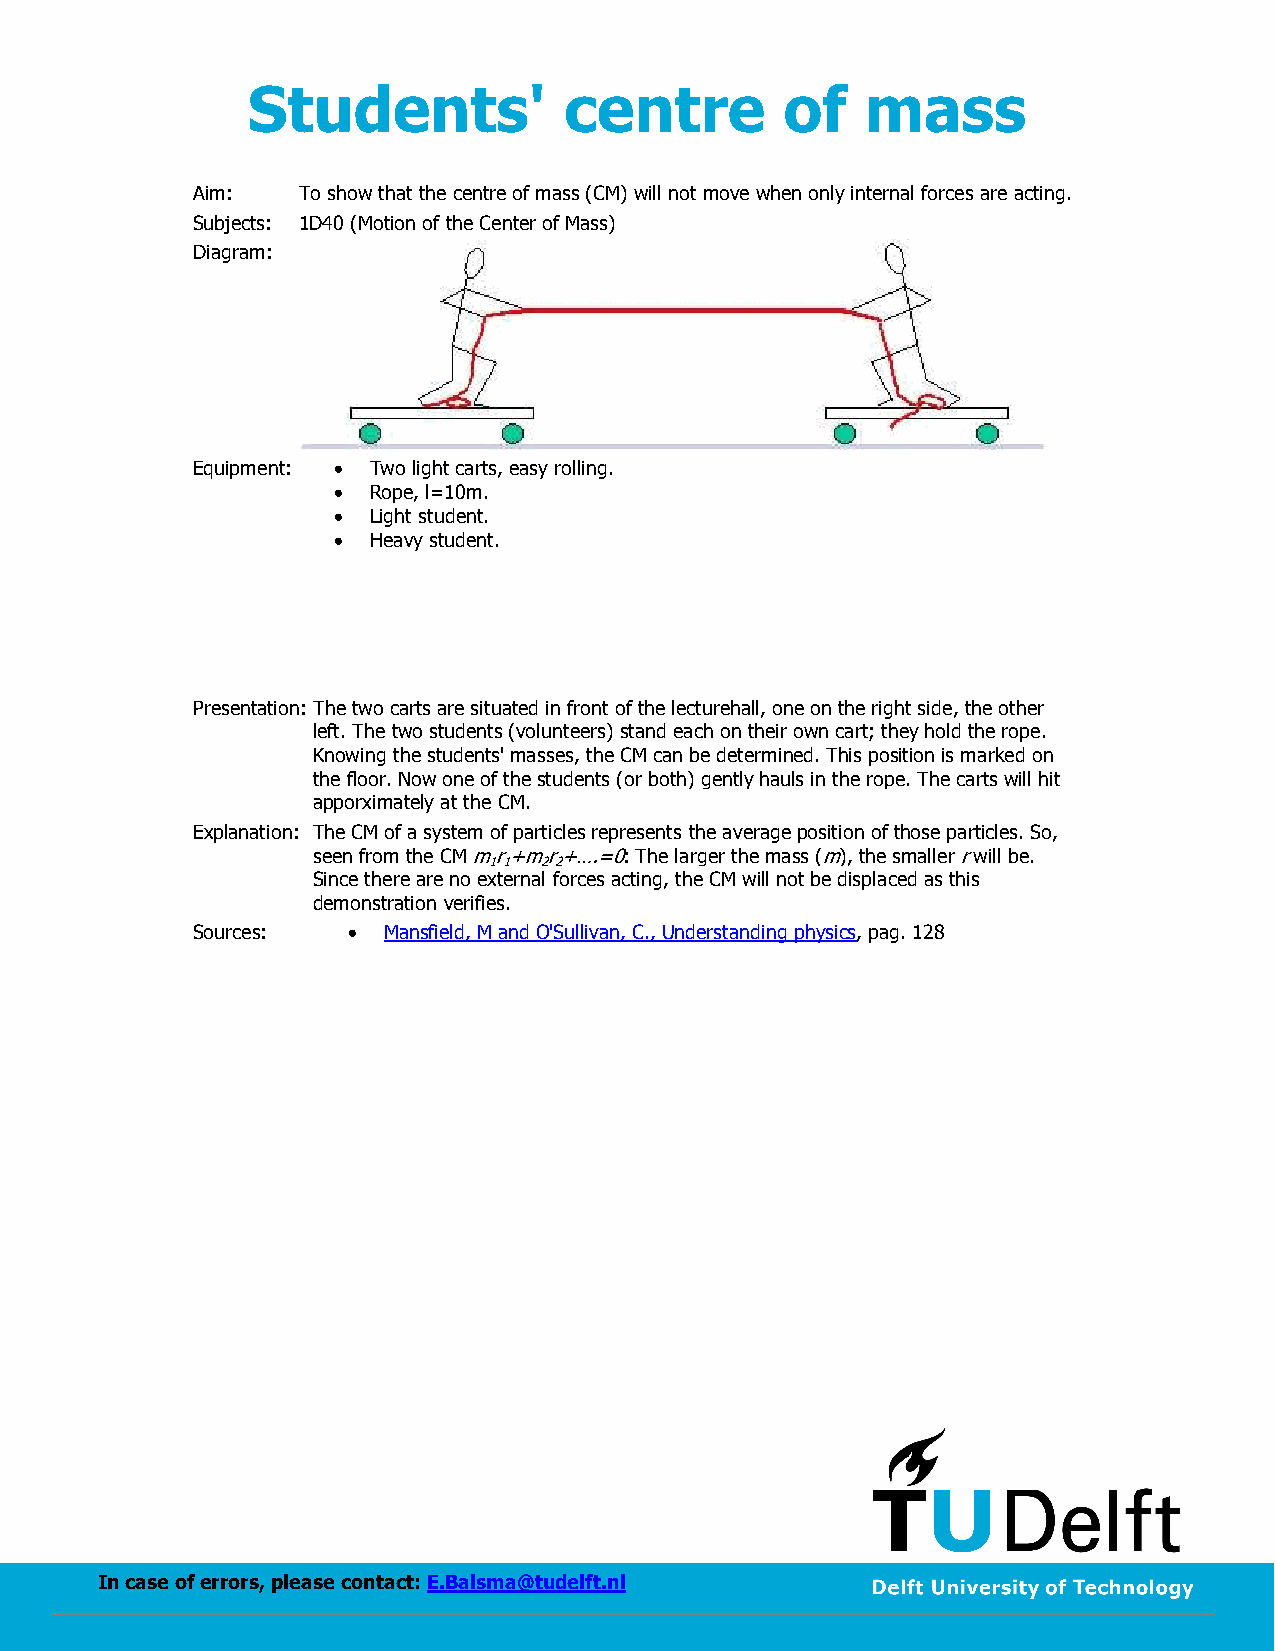 Students' centre of mass
Aim: To show that the centre of mass (CM) will not move when only internal forces are acting.
Subjects: 1D40 (Motion of the Center of Mass)
Diagram:
Equipment: • Two light carts, easy rolling.
• Rope, l=10m.
• Light student.
• Heavy student.
Presentation: The two carts are situated in front of the lecturehall, one on the right side, the other
left. The two students (volunteers) stand each on their own cart; they hold the rope.
Knowing the students' masses, the CM can be determined. This position is marked on
the floor. Now one of the students (or both) gently hauls in the rope. The carts will hit
apporximately at the CM.
Explanation: The CM of a system of particles represents the average position of those particles. So,
seen from the CM m₁r₁+m₂r₂+....=0: The larger the mass (m), the smaller r will be.
Since there are no external forces acting, the CM will not be displaced as this
demonstration verifies.
Sources: • Mansfield, M and O'Sullivan, C., Understanding physics, pag. 128
TUDelft
In case of errors, please contact: E.Balsma@tudelft.nl
Delft University of Technology